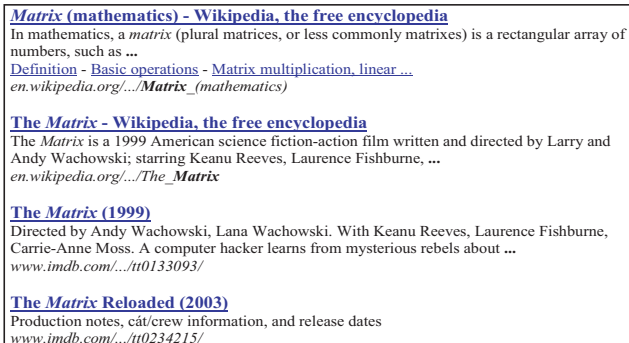 Matrix (mathematics) - Wikipedia, the free encyclopedia
In mathematics, a matrix (plural matrices, or less commonly matrixes) is a rectangular array of
numbers, such as ...
Definition - Basic operations - Matrix multiplication, linear ...
en.wikipedia.org/.../Matrix_(mathematics)
The Matrix - Wikipedia, the free encyclopedia
The Matrix is a 1999 American science fiction-action film written and directed by Larry and
Andy Wachowski; starring Keanu Reeves, Laurence Fishburne, ...
en.wikipedia.org/.../The_Matrix
The Matrix (1999)
Directed by Andy Wachowski, Lana Wachowski. With Keanu Reeves, Laurence Fishburne,
Carrie-Anne Moss. A computer hacker learns from mysterious rebels about ...
www.imdb.com/.../tt0133093/
The Matrix Reloaded (2003)
Production notes, cát/crew information, and release dates
www.imdb.com/.../tt0234215/